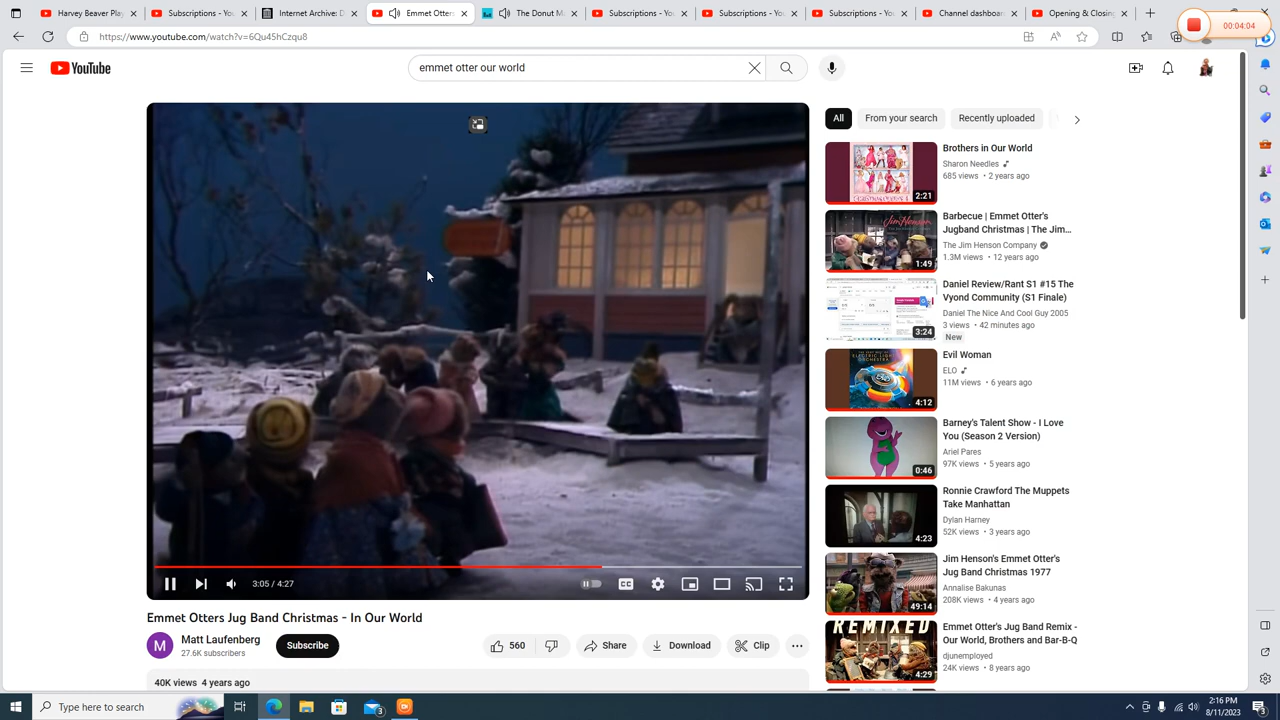 Harvey Beaks - Pla
Subscriptions - Yo
Internet Archive: D
Play
Emmet Otters
The Donut M
Subscriptions - Yo
Subscriptions - Yo
Subscriptions - Yo
Channel dashboar
Opening & Closing
00:04:04
https://www.youtube.com/watch?v=6Qu45hCzqu8
YouTube
emmet otter our world
All
From your search
Recently uploaded
Brothers in Our World
Sharon Needles
685 views • 2 years ago
2:21
Barbecue | Emmet Otter's
Jugband Christmas | The Jim...
The Jim Henson Company
1.3M views • 12 years ago
Jim Henson
1:49
Daniel Review/Rant S1 #15 The
Vyond Community (S1 Finale)
Daniel The Nice And Cool Guy 2005
3 views • 42 minutes ago
New
3:24
Evil Woman
ELO
11M views • 6 years ago
4:12
Barney's Talent Show - I Love
You (Season 2 Version)
Ariel Pares
97K views • 5 years ago
0:46
Ronnie Crawford The Muppets
Take Manhattan
Dylan Harney
52K views • 3 years ago
4:23
Jim Henson's Emmet Otter's
Jug Band Christmas 1977
Annalise Bakunas
208K views • 4 years ago
49:14
Emmet Otter's Jug Band Remix -
Our World, Brothers and Bar-B-Q
djunemployed
24K views • 8 years ago
REMIXED
4:29
3:05 / 4:27
CC
Emmet Otters Jug Band Christmas - In Our World
M
Matt Laufenberg
27.6K subscribers
Subscribe
560
Share
Download
Clip
40K views 4 years ago
Type here to search
2:16 PM
8/11/2023